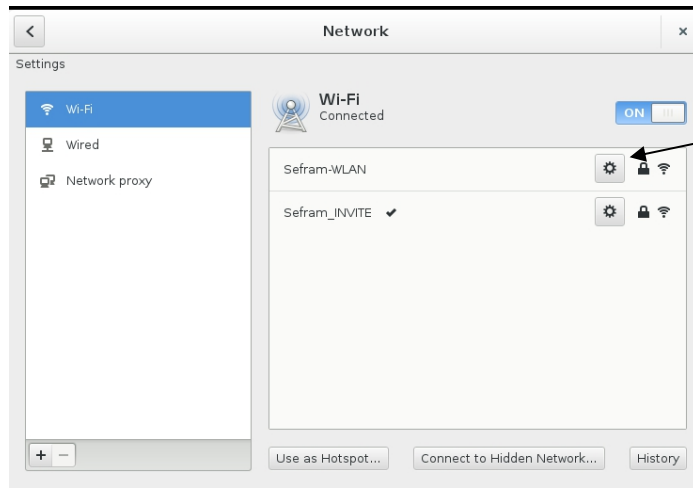 Network
Settings
Wi-Fi
Wired
Network proxy
Wi-Fi
Connected
ON
Sefram-WLAN
Sefram_INVITE
Use as Hotspot...
Connect to Hidden Network...
History